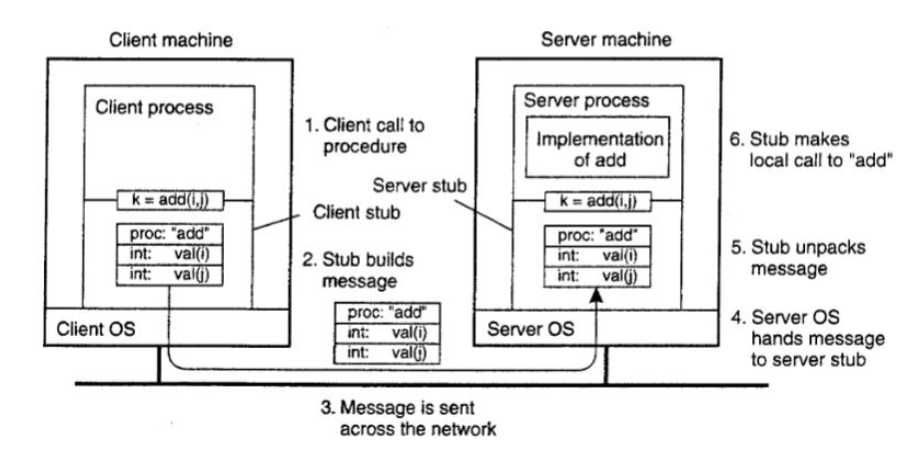 Client machine
Server machine
Client process
1. Client call to
procedure
Server process
Implementation
of add
6. Stub makes
local call to "add"
Server stub
k = add(i,j)
Client stub
k = add(i,j)
proc: "add"
int: val(i)
int: val(j)
2. Stub builds
message
proc: "add"
int: val(i)
int: val(j)
proc: "add"
int: val(i)
int: val(j)
5. Stub unpacks
message
Client OS
Server OS
4. Server OS
hands message
to server stub
3. Message is sent
across the network